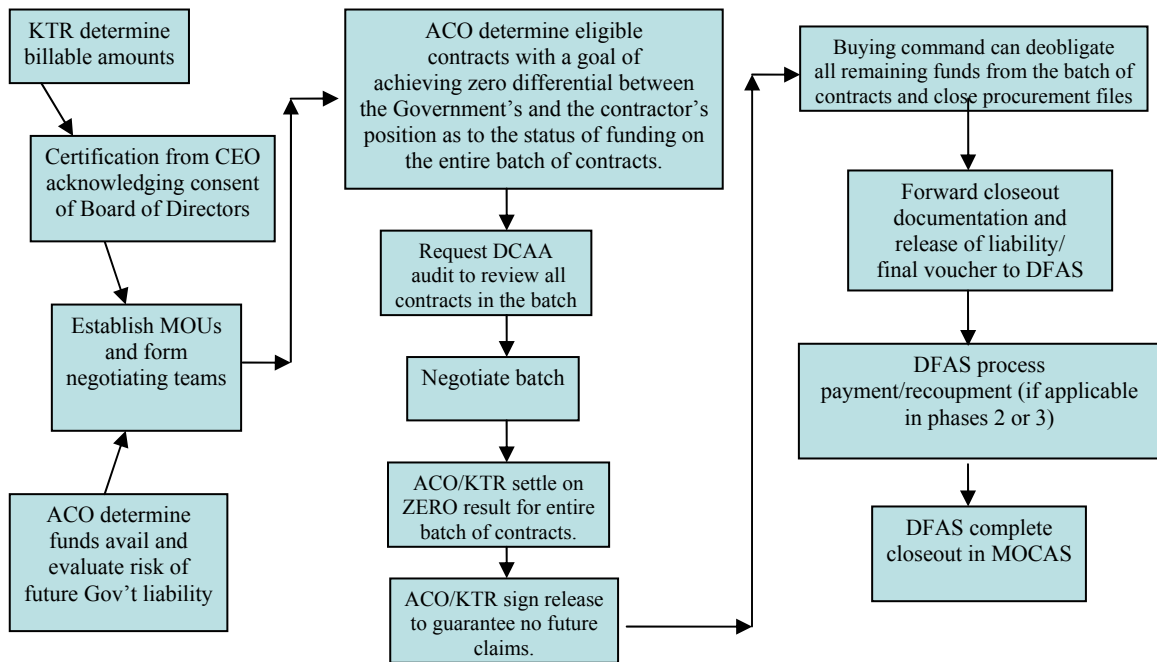 KTR determine
billable amounts
Certification from CEO
acknowledging consent
of Board of Directors
Establish MOUs
and form
negotiating teams
ACO determine
funds avail and
evaluate risk of
future Gov’t liability
ACO determine eligible
contracts with a goal of
achieving zero differential between
the Government’s and the contractor’s
position as to the status of funding on
the entire batch of contracts.
Request DCAA
audit to review all
contracts in the batch
Negotiate batch
ACO/KTR settle on
ZERO result for entire
batch of contracts.
ACO/KTR sign release
to guarantee no future
claims.
Buying command can deobligate
all remaining funds from the batch of
contracts and close procurement files
Forward closeout
documentation and
release of liability/
final voucher to DFAS
DFAS process
payment/recoupment (if applicable
in phases 2 or 3)
DFAS complete
closeout in MOCAS